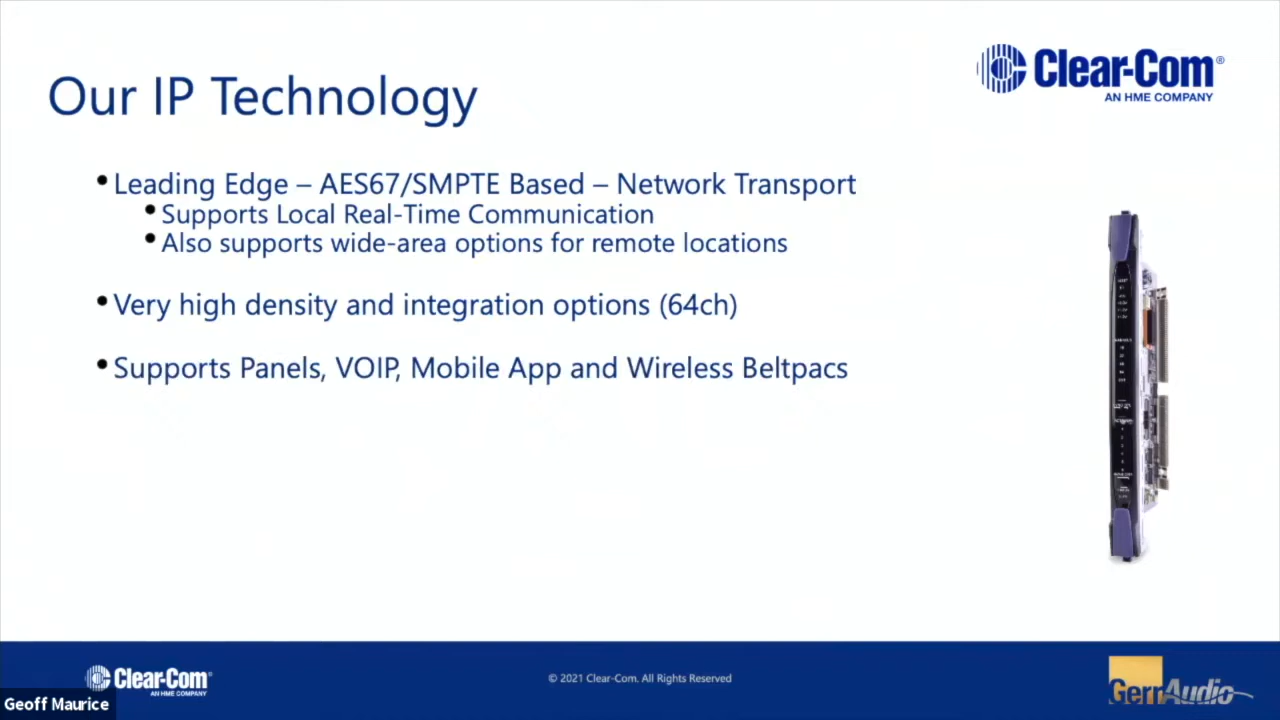 Our IP Technology
Clear-Com®
AN HME COMPANY
•Leading Edge – AES67/SMPTE Based – Network Transport
•Supports Local Real-Time Communication
•Also supports wide-area options for remote locations
•Very high density and integration options (64ch)
•Supports Panels, VOIP, Mobile App and Wireless Beltpacs
Clear-Com®
AN HME COMPANY
© 2021 Clear-Com. All Rights Reserved
GerrAudio
Geoff Maurice